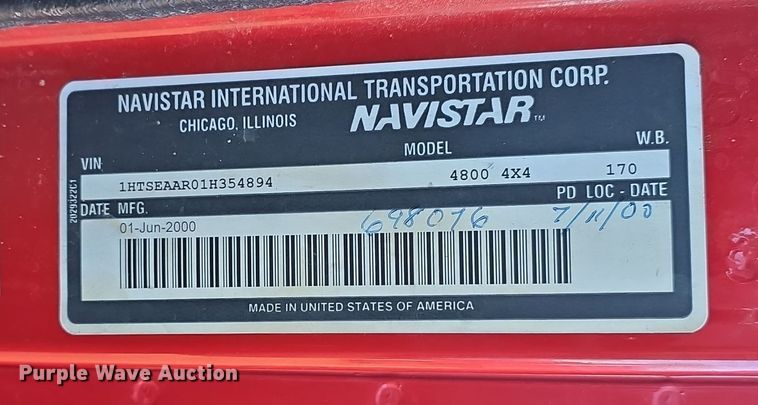 NAVISTAR INTERNATIONAL TRANSPORTATION CORP.
CHICAGO, ILLINOIS NAVISTAR TM
VIN MODEL W.B.
1HTSEAAR01H354894 4800 4X4 170
DATE MFG. PD LOC - DATE
01-Jun-2000 698076 7/11/00
MADE IN UNITED STATES OF AMERICA
2029322C1
Purple Wave Auction